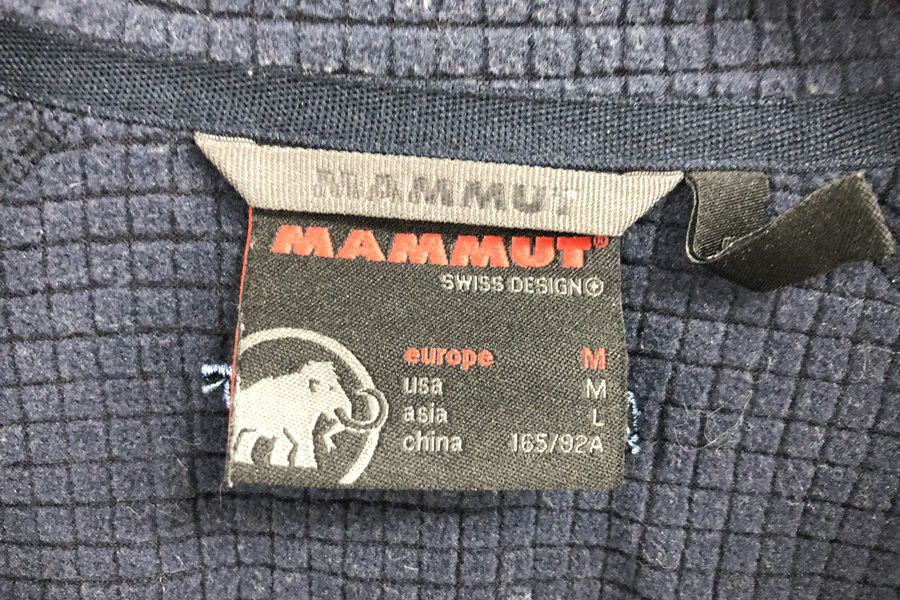 MAMMUT
MAMMUT®
SWISS DESIGN
europe M
usa M
asia L
china 165/92A